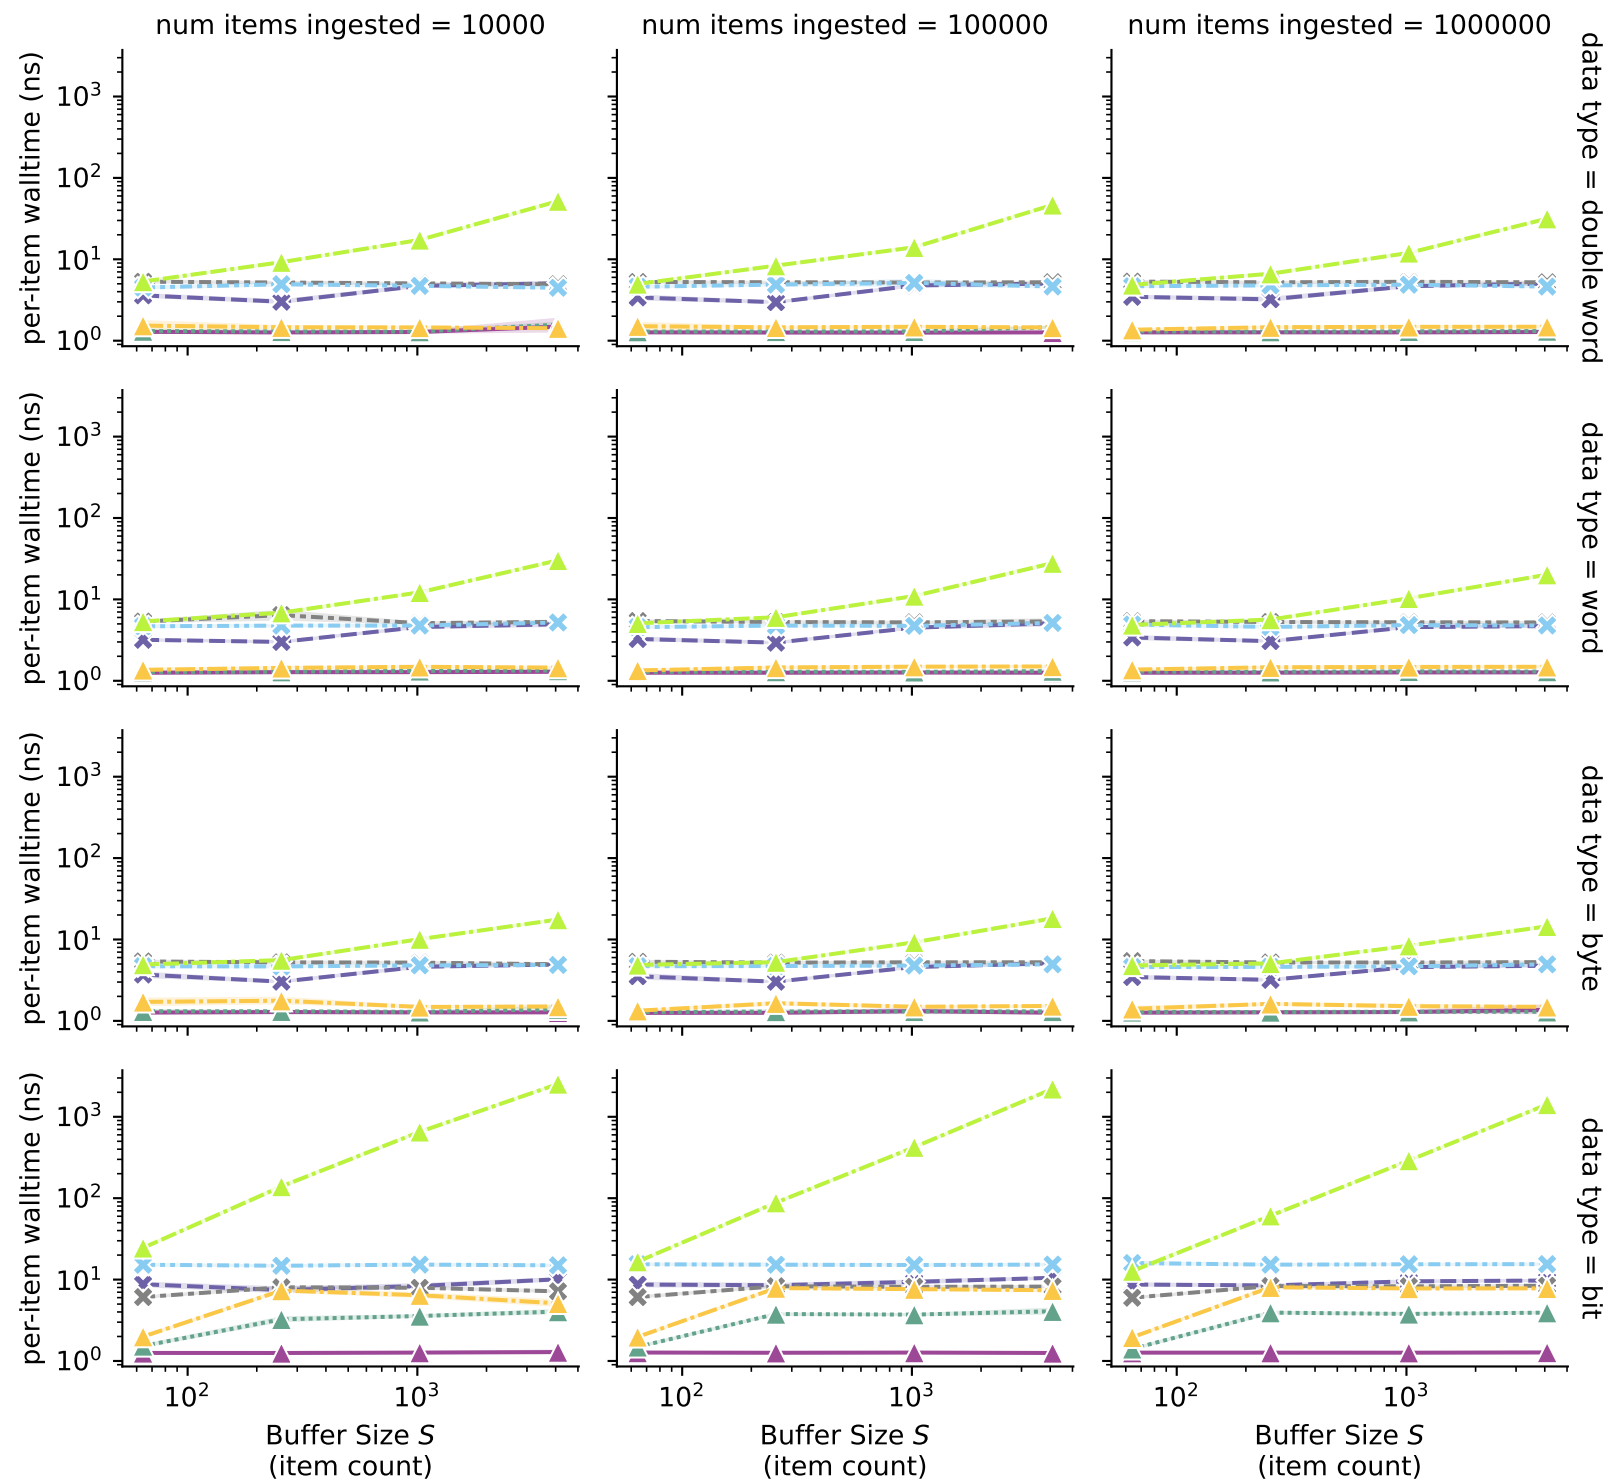 num items ingested = 10000
num items ingested = 100000
num items ingested = 1000000
per-item walltime (ns)
10³
10²
10¹
10⁰
data type = double word
per-item walltime (ns)
10³
10²
10¹
10⁰
data type = word
per-item walltime (ns)
10³
10²
10¹
10⁰
data type = byte
per-item walltime (ns)
10³
10²
10¹
10⁰
data type = bit
10² 10³
10² 10³
10² 10³
Buffer Size S
(item count)
Buffer Size S
(item count)
Buffer Size S
(item count)